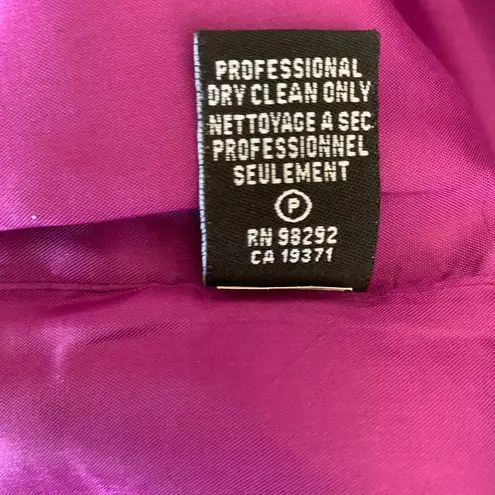 PROFESSIONAL
DRY CLEAN ONLY
NETTOYAGE A SEC
PROFESSIONNEL
SEULEMENT
P
RN 98292
CA 19371